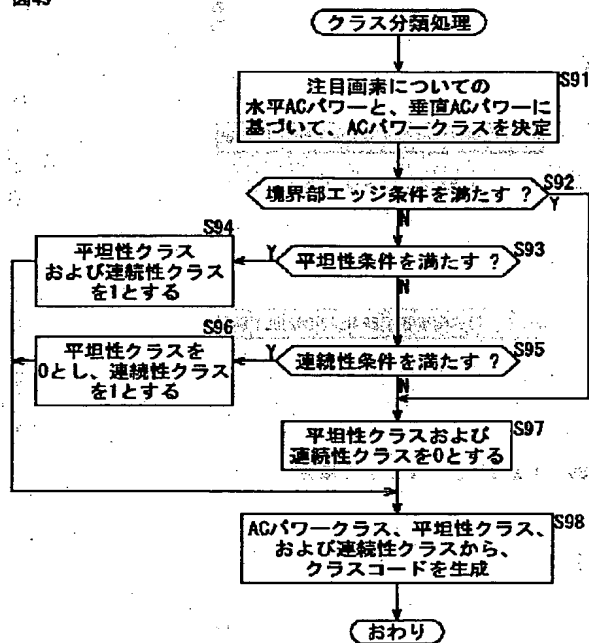 図43
クラス分類処理
S91
注目画素についての
水平ACパワーと、垂直ACパワーに
基づいて、ACパワークラスを決定
S92
境界部エッジ条件を満たす ?
Y
N
S94
平坦性クラス
および連続性クラス
を1とする
Y
S93
平坦性条件を満たす ?
N
S96
平坦性クラスを
0とし、連続性クラス
を1とする
Y
S95
連続性条件を満たす ?
N
S97
平坦性クラスおよび
連続性クラスを0とする
S98
ACパワークラス、平坦性クラス、
および連続性クラスから、
クラスコードを生成
おわり